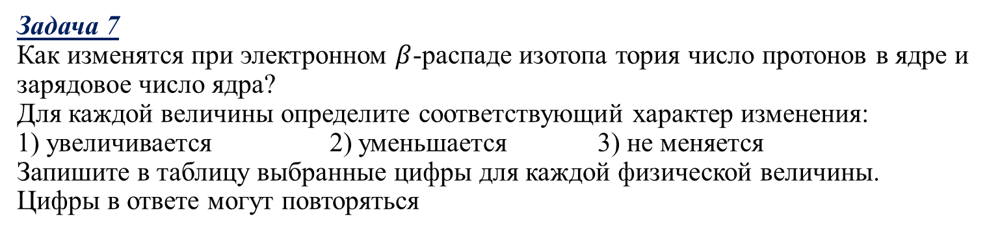 Задача 7
Как изменятся при электронном β-распаде изотопа тория число протонов в ядре и
зарядовое число ядра?
Для каждой величины определите соответствующий характер изменения:
1) увеличивается 2) уменьшается 3) не меняется
Запишите в таблицу выбранные цифры для каждой физической величины.
Цифры в ответе могут повторяться